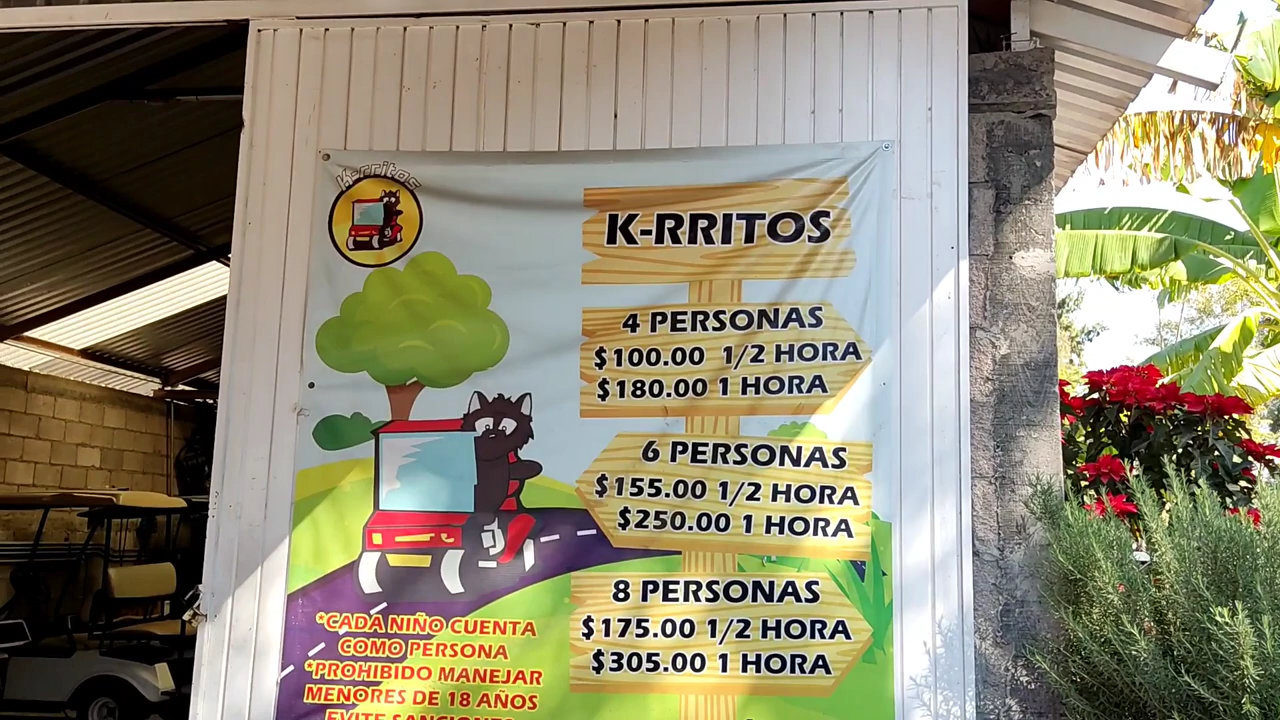 K-rritos
K-RRITOS
4 PERSONAS
$100.00 1/2 HORA
$180.00 1 HORA
6 PERSONAS
$155.00 1/2 HORA
$250.00 1 HORA
8 PERSONAS
$175.00 1/2 HORA
$305.00 1 HORA
*CADA NIÑO CUENTA
COMO PERSONA
*PROHIBIDO MANEJAR
MENORES DE 18 AÑOS
EVITE SANCIONES